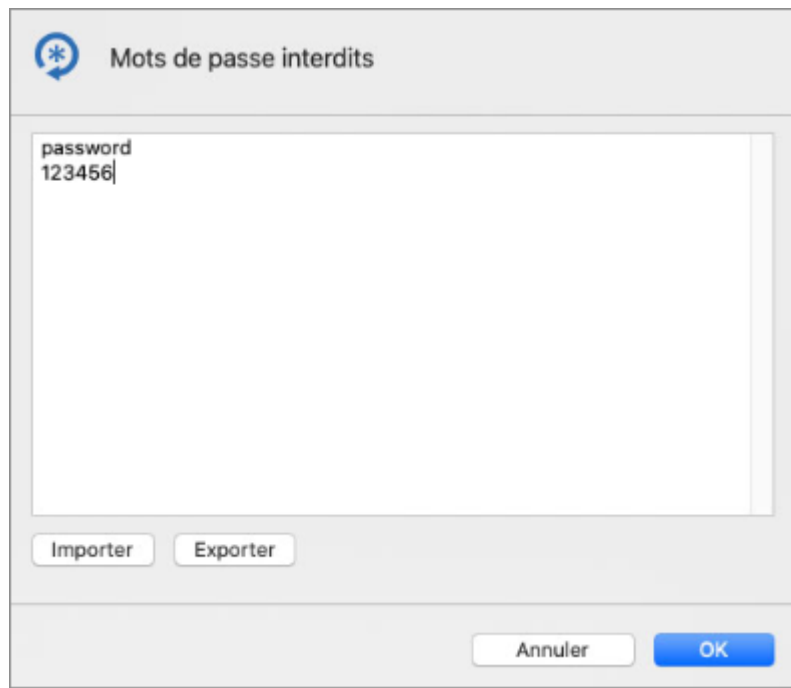 Mots de passe interdits
password
123456
Importer Exporter
Annuler OK